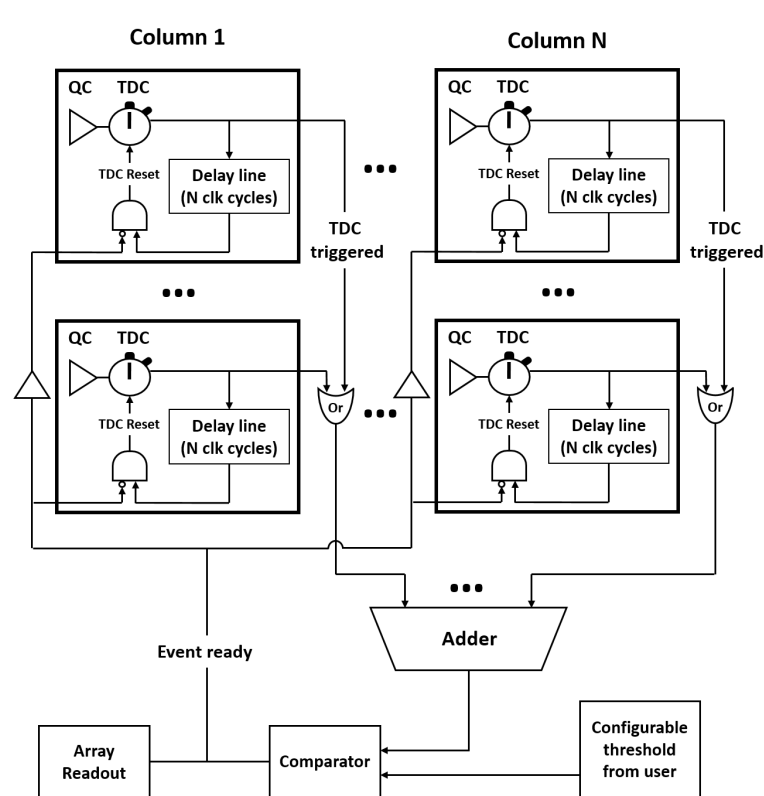 Column 1
Column N
QC TDC
QC TDC
TDC Reset
Delay line
(N clk cycles)
TDC Reset
Delay line
(N clk cycles)
...
TDC
triggered
TDC
triggered
...
...
QC TDC
QC TDC
TDC Reset
Delay line
(N clk cycles)
Or
...
TDC Reset
Delay line
(N clk cycles)
Or
...
Adder
Event ready
Array
Readout
Comparator
Configurable
threshold
from user